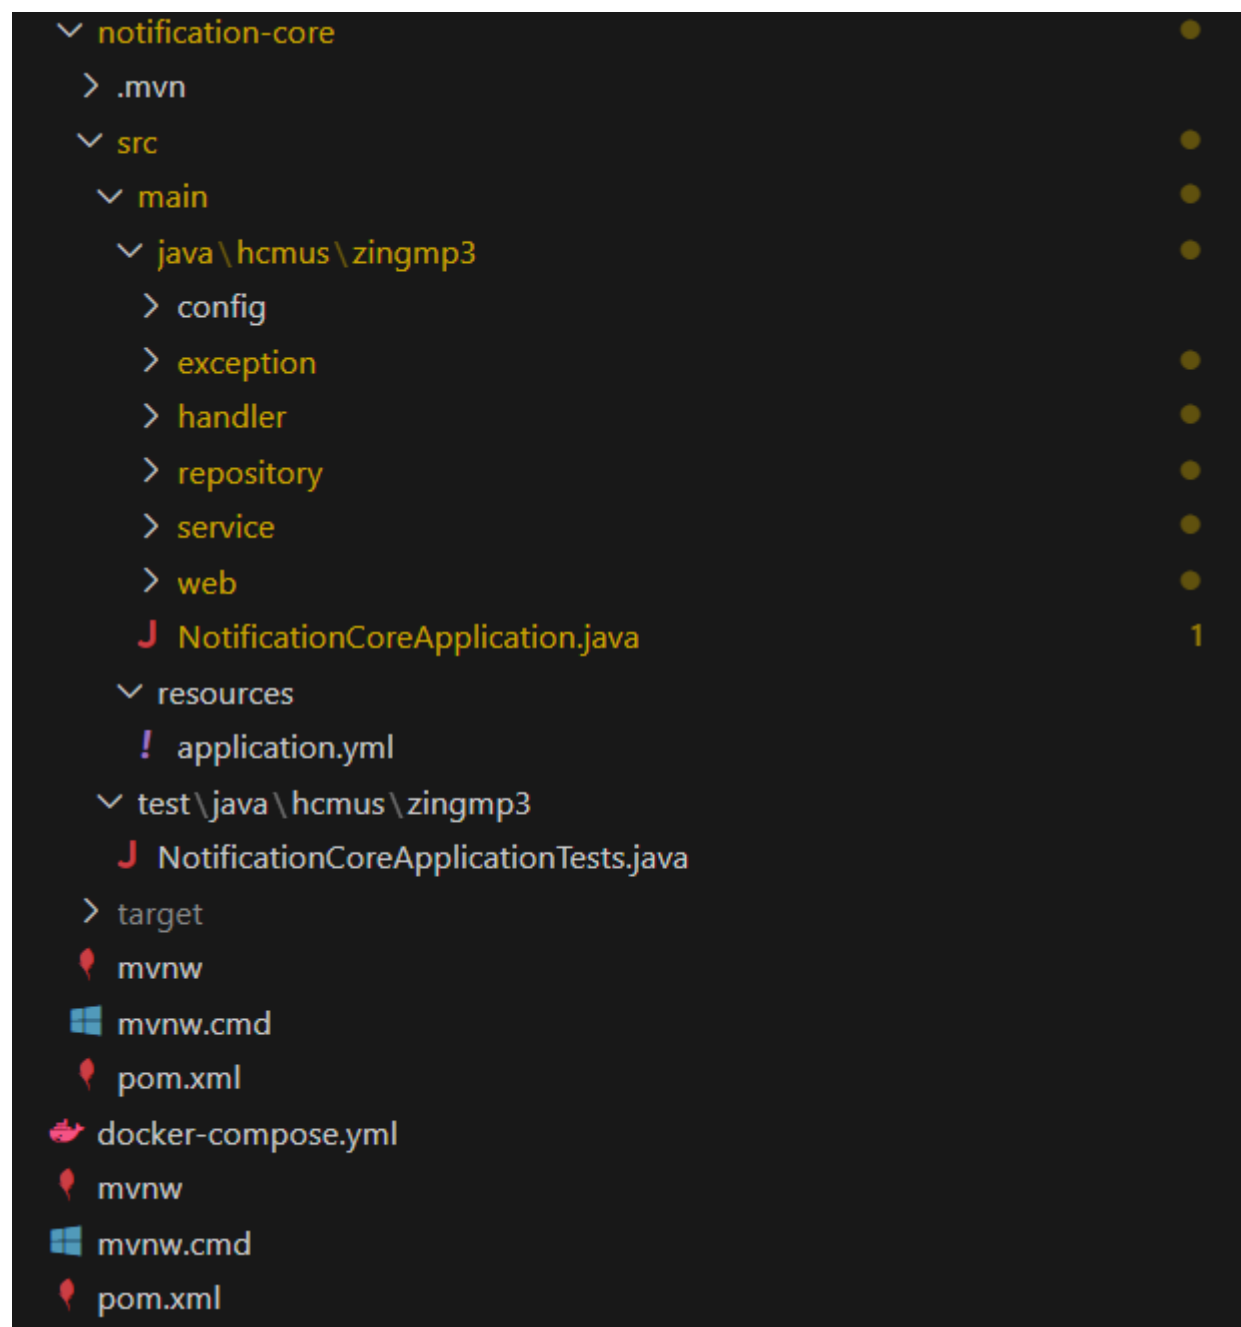 notification-core
.mvn
src
main
java\hcmus\zingmp3
config
exception
handler
repository
service
web
NotificationCoreApplication.java 1
resources
application.yml
test\java\hcmus\zingmp3
NotificationCoreApplicationTests.java
target
mvnw
mvnw.cmd
pom.xml
docker-compose.yml
mvnw
mvnw.cmd
pom.xml